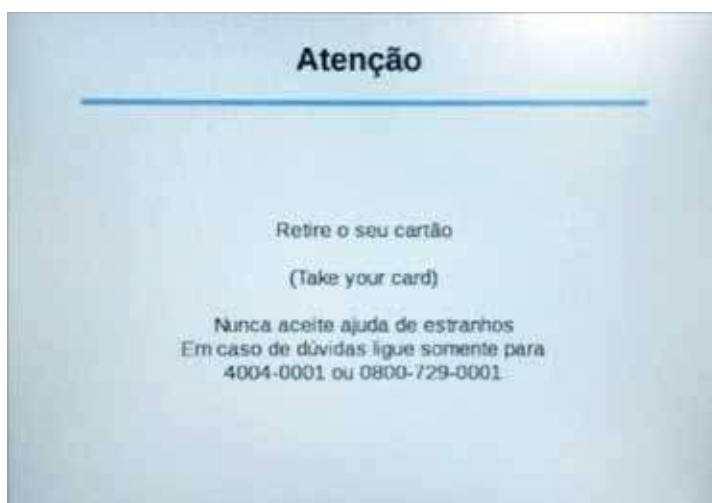 Atenção
Retire o seu cartão
(Take your card)
Nunca aceite ajuda de estranhos
Em caso de dúvidas ligue somente para
4004-0001 ou 0800-729-0001